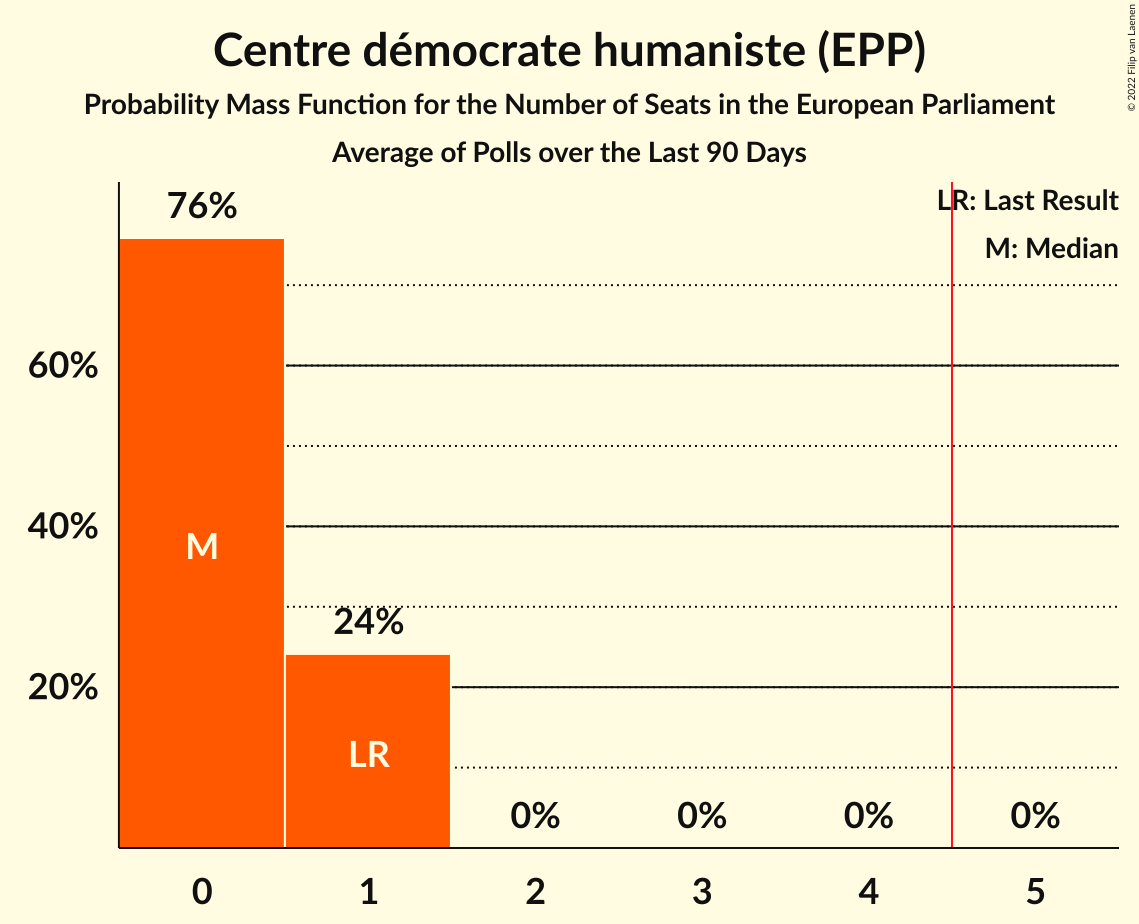 Centre démocrate humaniste (EPP)
Probability Mass Function for the Number of Seats in the European Parliament
Average of Polls over the Last 90 Days
© 2022 Filip van Laenen
LR: Last Result
M: Median
76%
60%
40%
20%
M
24%
LR
0%
0%
0%
0%
0
1
2
3
4
5